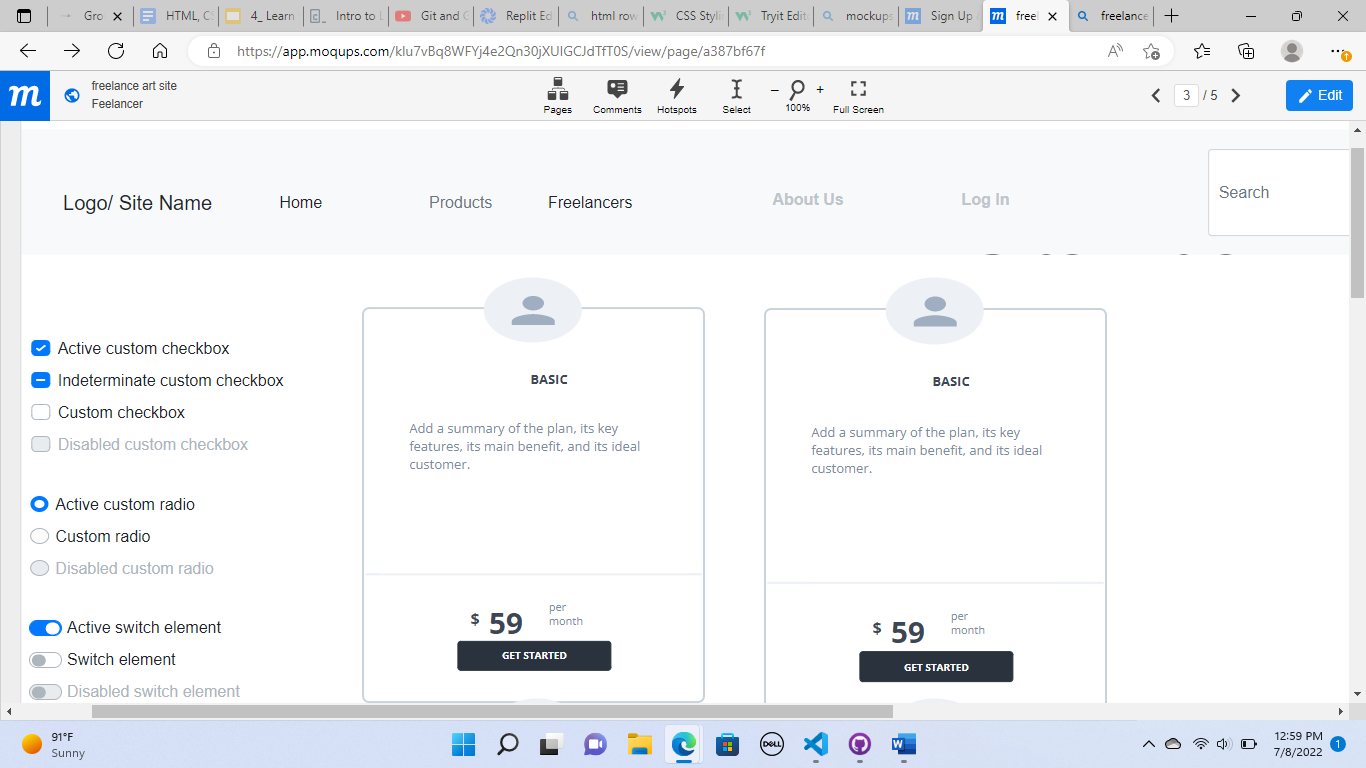 Gro
HTML, CS
4_ Learn
Intro to L
Git and G
Replit Ed
html row
CSS Styli
Tryit Edit
mockups
Sign Up
freel
freelance
https://app.moqups.com/klu7vBq8WFYj4e2Qn30jXUIGCJdTfT0S/view/page/a387bf67f
m
freelance art site
Feelancer
Pages
Comments
Hotspots
Select
100%
Full Screen
3 / 5
Edit
Logo/ Site Name
Home
Products
Freelancers
About Us
Log In
Search
Active custom checkbox
Indeterminate custom checkbox
Custom checkbox
Disabled custom checkbox
Active custom radio
Custom radio
Disabled custom radio
Active switch element
Switch element
Disabled switch element
BASIC
Add a summary of the plan, its key
features, its main benefit, and its ideal
customer.
$ 59
per
month
GET STARTED
BASIC
Add a summary of the plan, its key
features, its main benefit, and its ideal
customer.
$ 59
per
month
GET STARTED
91°F
Sunny
DELL
12:59 PM
7/8/2022
1